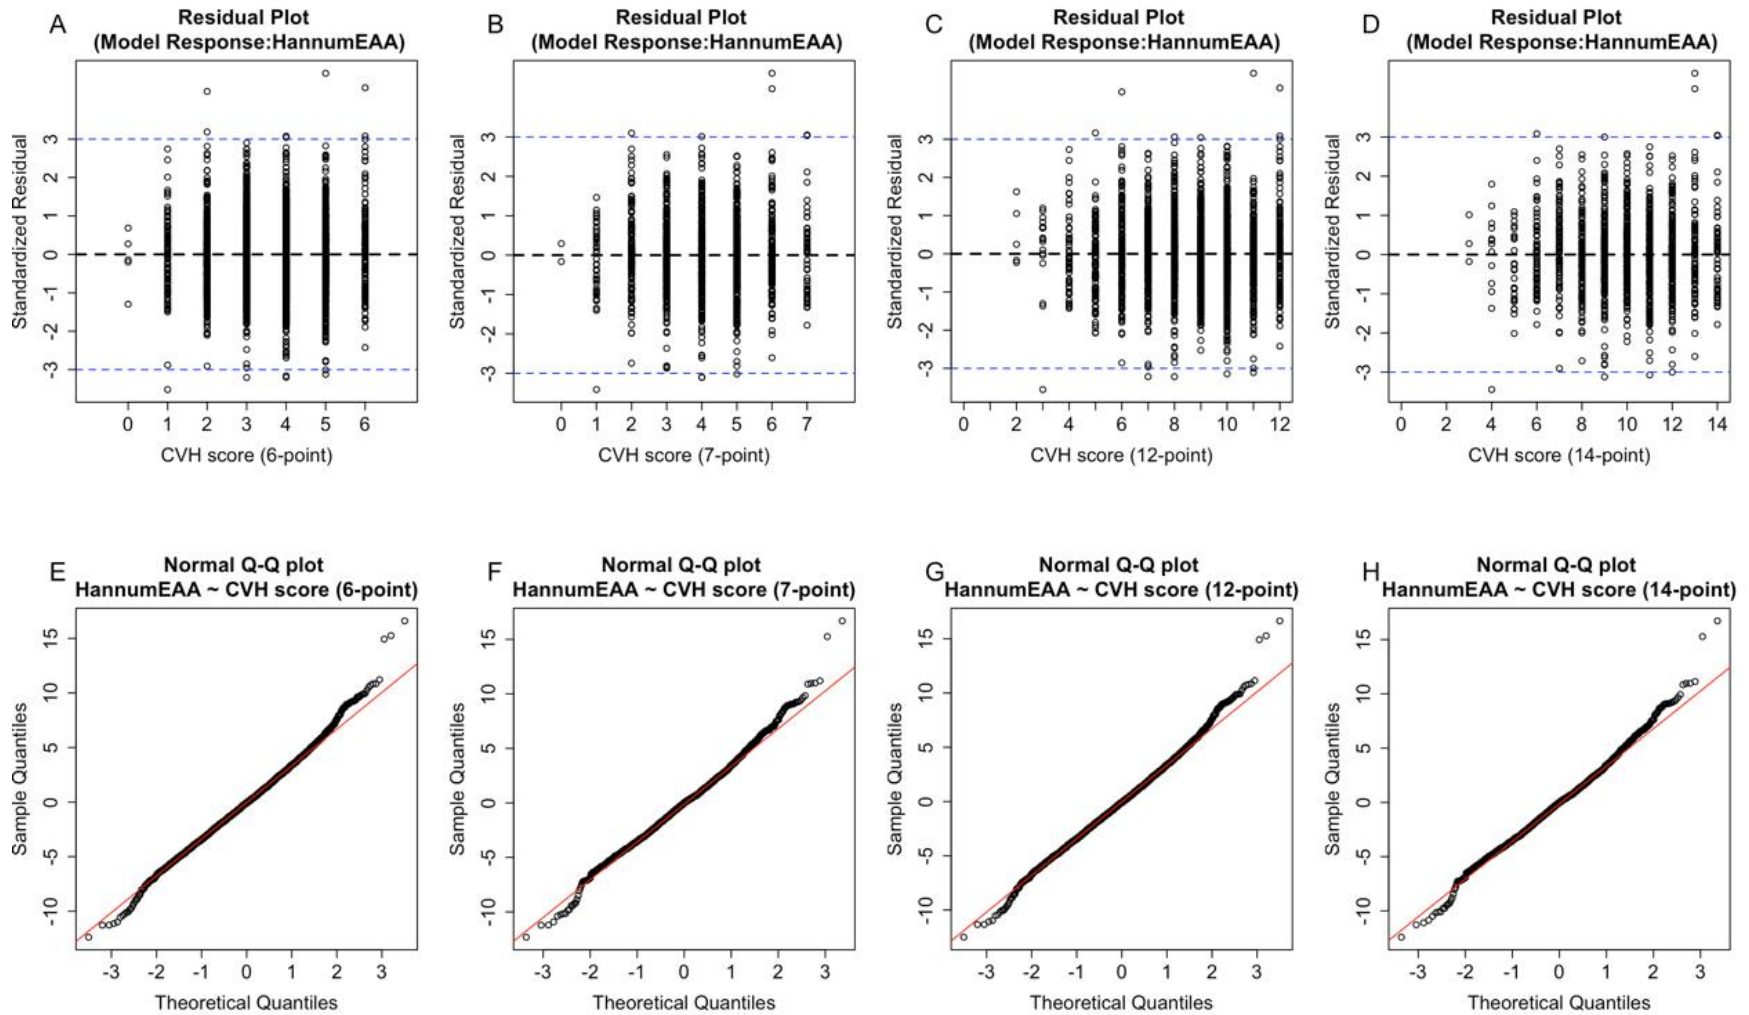 A
Residual Plot
(Model Response:HannumEAA)
Standardized Residual
3
2
1
0
-1
-2
-3
0 1 2 3 4 5 6
CVH score (6-point)
B
Residual Plot
(Model Response:HannumEAA)
Standardized Residual
3
2
1
0
-1
-2
-3
0 1 2 3 4 5 6 7
CVH score (7-point)
C
Residual Plot
(Model Response:HannumEAA)
Standardized Residual
3
2
1
0
-1
-2
-3
0 2 4 6 8 10 12
CVH score (12-point)
D
Residual Plot
(Model Response:HannumEAA)
Standardized Residual
3
2
1
0
-1
-2
-3
0 2 4 6 8 10 12 14
CVH score (14-point)
E
Normal Q-Q plot
HannumEAA ~ CVH score (6-point)
Sample Quantiles
15
10
5
0
-5
-10
-3 -2 -1 0 1 2 3
Theoretical Quantiles
F
Normal Q-Q plot
HannumEAA ~ CVH score (7-point)
Sample Quantiles
15
10
5
0
-5
-10
-3 -2 -1 0 1 2 3
Theoretical Quantiles
G
Normal Q-Q plot
HannumEAA ~ CVH score (12-point)
Sample Quantiles
15
10
5
0
-5
-10
-3 -2 -1 0 1 2 3
Theoretical Quantiles
H
Normal Q-Q plot
HannumEAA ~ CVH score (14-point)
Sample Quantiles
15
10
5
0
-5
-10
-3 -2 -1 0 1 2 3
Theoretical Quantiles